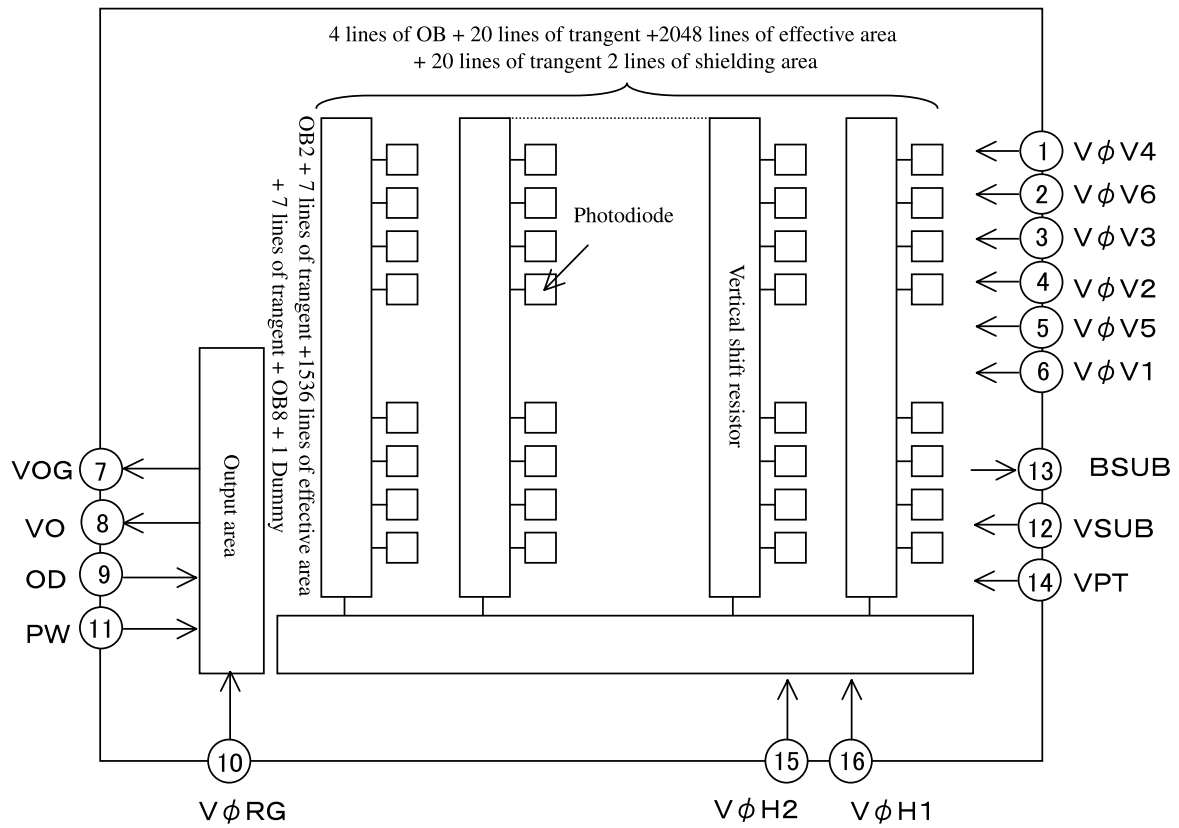 4 lines of OB + 20 lines of trangent +2048 lines of effective area
+ 20 lines of trangent 2 lines of shielding area
OB2 + 7 lines of trangent +1536 lines of effective area
+ 7 lines of trangent + OB8 + 1 Dummy
Photodiode
Vertical shift resistor
Output area
1 VϕV4
2 VϕV6
3 VϕV3
4 VϕV2
5 VϕV5
6 VϕV1
13 BSUB
12 VSUB
14 VPT
VOG 7
VO 8
OD 9
PW 11
10
VϕRG
15
VϕH2
16
VϕH1